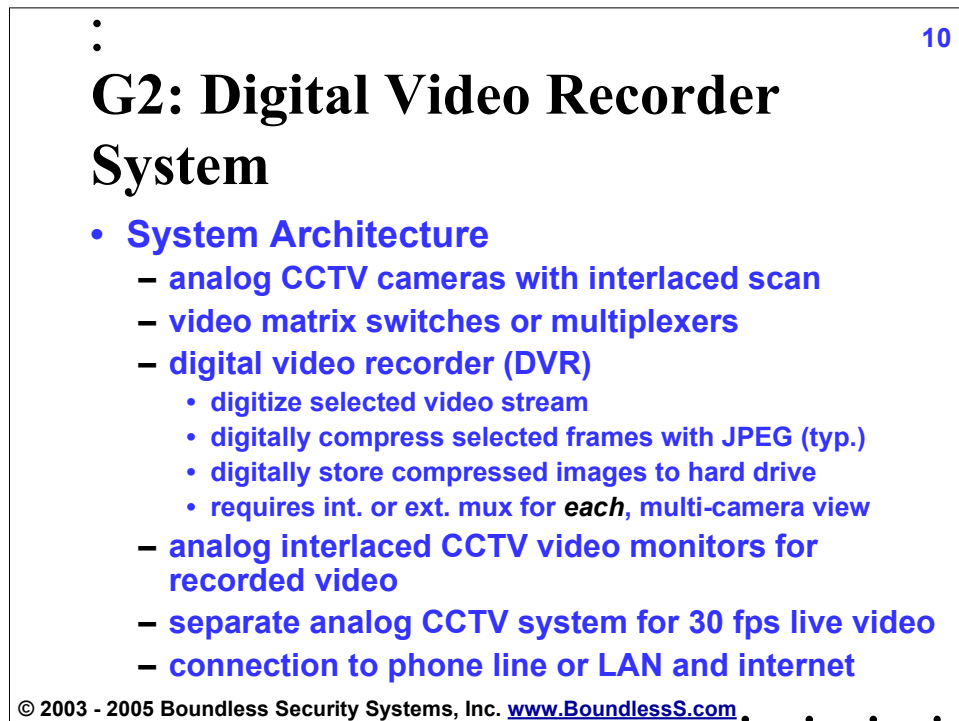 10
G2: Digital Video Recorder
System
• System Architecture
– analog CCTV cameras with interlaced scan
– video matrix switches or multiplexers
– digital video recorder (DVR)
• digitize selected video stream
• digitally compress selected frames with JPEG (typ.)
• digitally store compressed images to hard drive
• requires int. or ext. mux for each, multi-camera view
– analog interlaced CCTV video monitors for
recorded video
– separate analog CCTV system for 30 fps live video
– connection to phone line or LAN and internet
© 2003 - 2005 Boundless Security Systems, Inc. www.BoundlessS.com